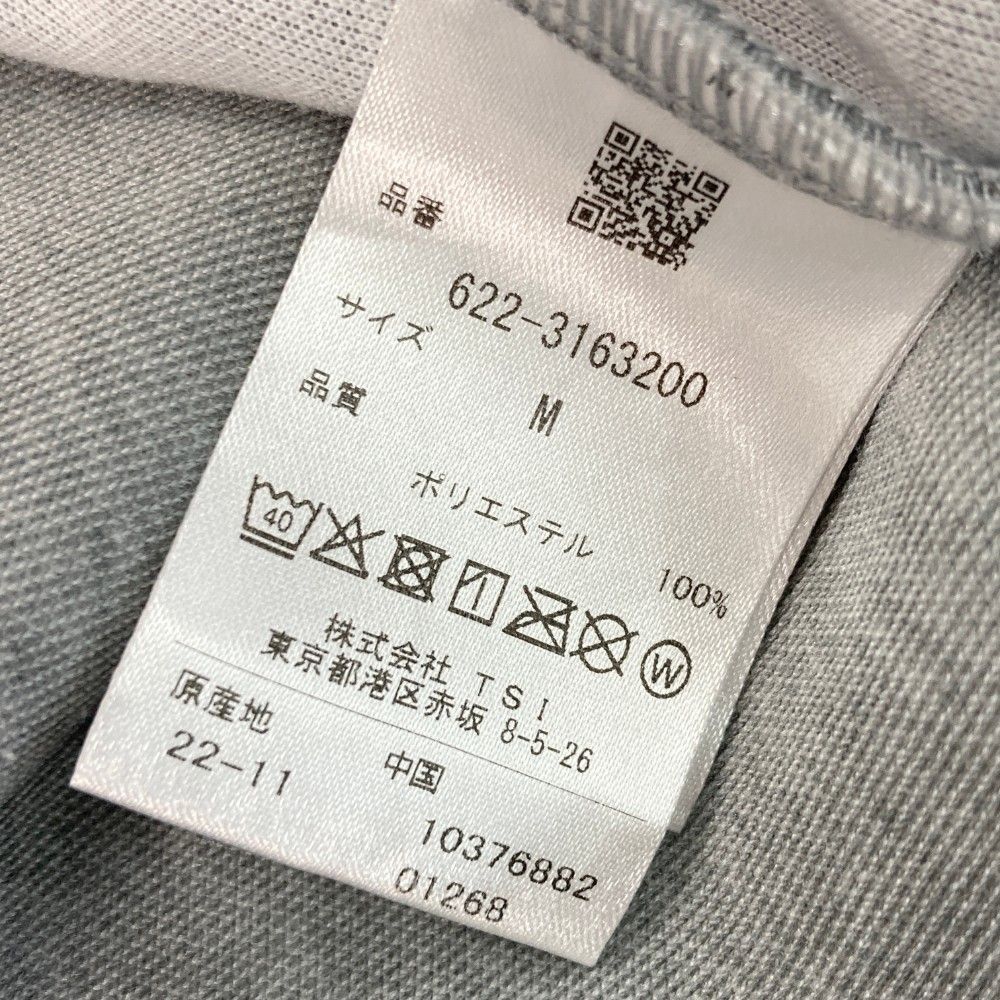 品番
622-3163200
サイズ
M
品質
ポリエステル
100%
40
W
株式会社 TSI
東京都港区赤坂 8-5-26
原産地
中国
22-11
10376882
01268